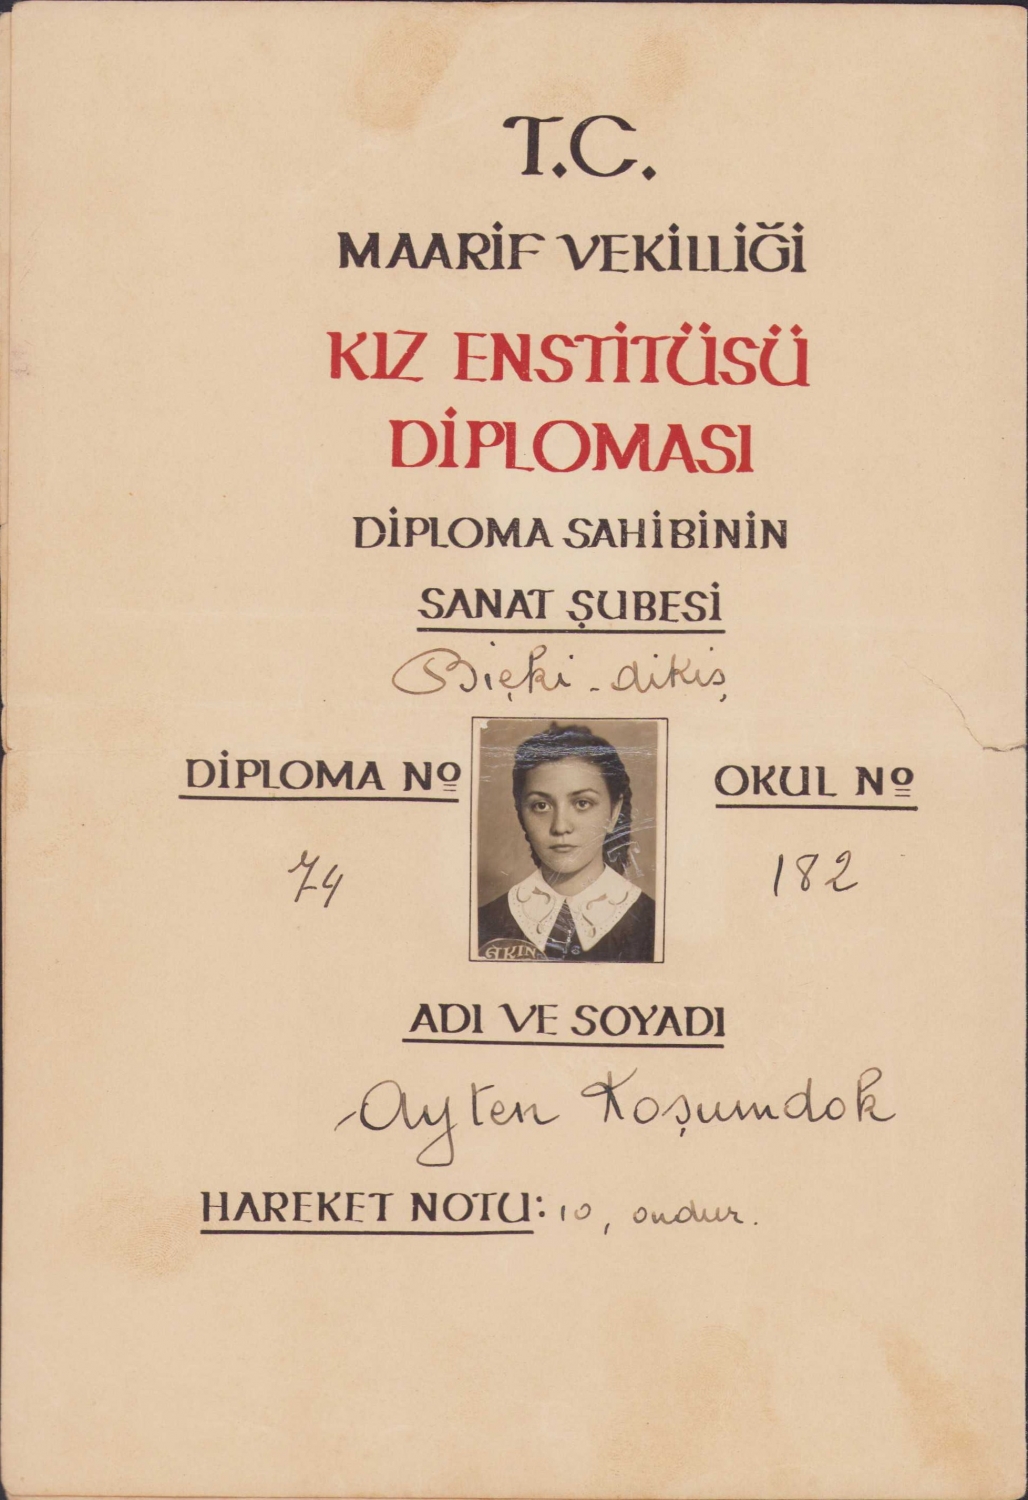 T.C.
MAARİF VEKİLLİĞİ
KIZ ENSTİTÜSÜ
DİPLOMASI
DİPLOMA SAHİBİNİN
SANAT ŞUBESİ
Biçki - dikiş
DİPLOMA Nº
OKUL Nº
74
182
ADI VE SOYADI
Ayten Koşumdok
HAREKET NOTU: 10, ondur.